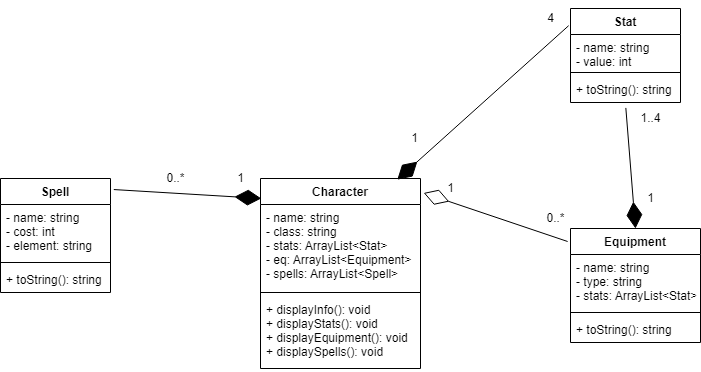 Stat
- name: string
- value: int
+ toString(): string
4
1
1..4
1
Spell
- name: string
- cost: int
- element: string
+ toString(): string
0..*
1
Character
- name: string
- class: string
- stats: ArrayList<Stat>
- eq: ArrayList<Equipment>
- spells: ArrayList<Spell>
+ displayInfo(): void
+ displayStats(): void
+ displayEquipment(): void
+ displaySpells(): void
1
0..*
Equipment
- name: string
- type: string
- stats: ArrayList<Stat>
+ toString(): string